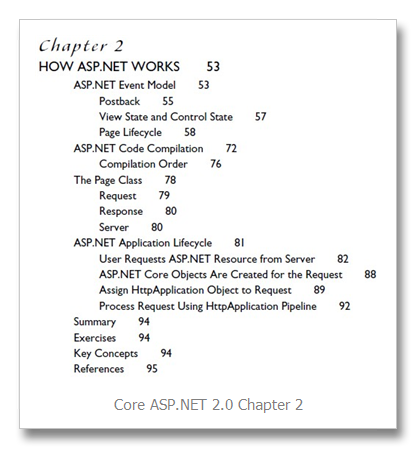 Chapter 2
HOW ASP.NET WORKS 53
ASP.NET Event Model 53
Postback 55
View State and Control State 57
Page Lifecycle 58
ASP.NET Code Compilation 72
Compilation Order 76
The Page Class 78
Request 79
Response 80
Server 80
ASP.NET Application Lifecycle 81
User Requests ASP.NET Resource from Server 82
ASP.NET Core Objects Are Created for the Request 88
Assign HttpApplication Object to Request 89
Process Request Using HttpApplication Pipeline 92
Summary 94
Exercises 94
Key Concepts 94
References 95
Core ASP.NET 2.0 Chapter 2